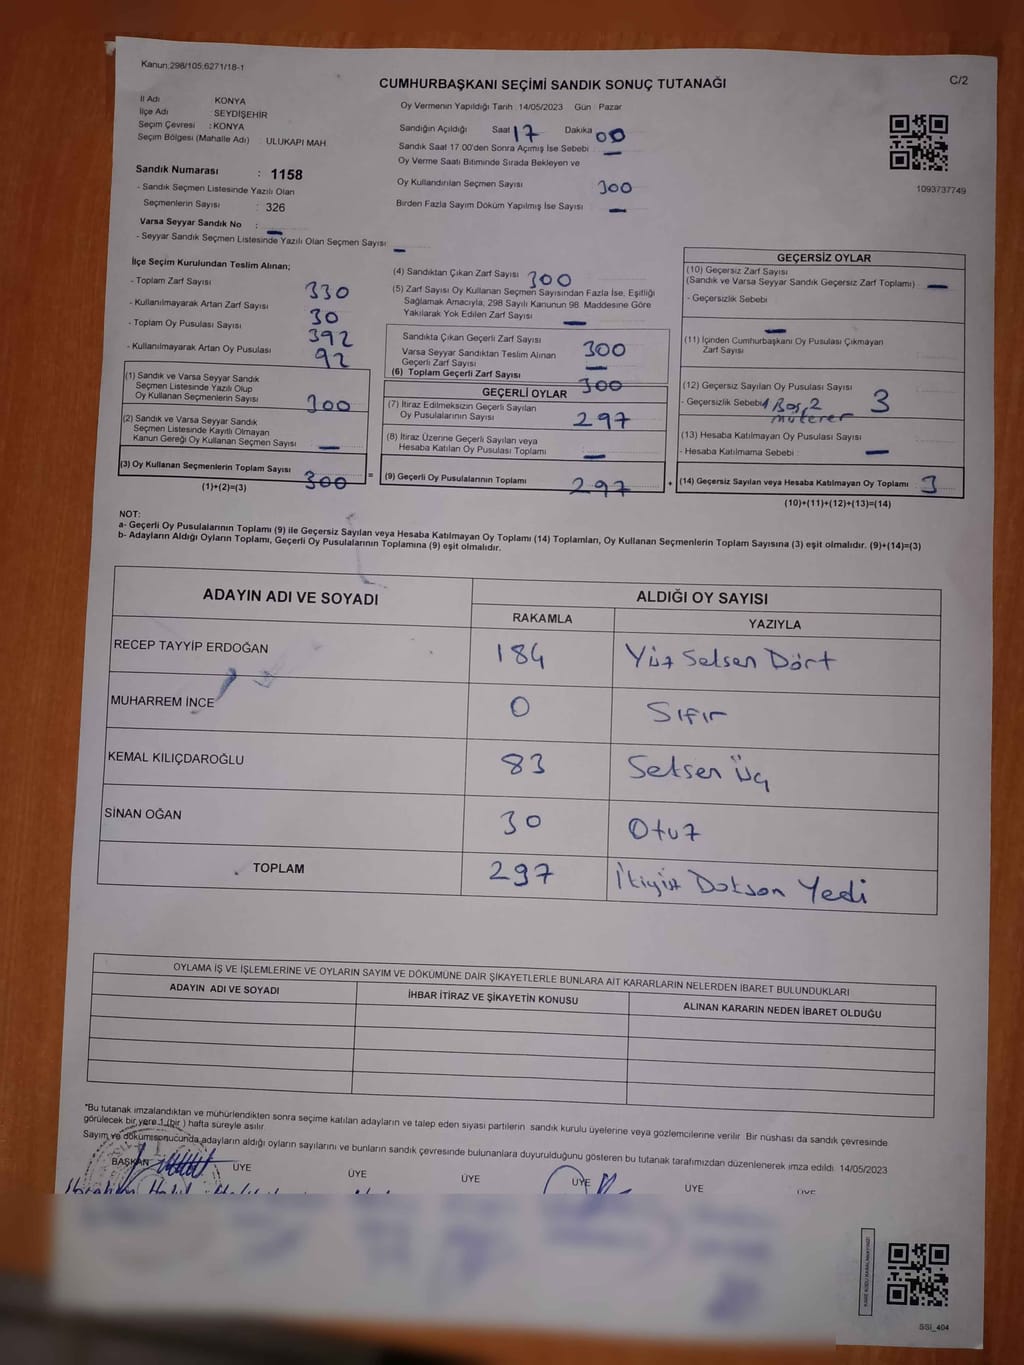 Kanun:298/105,6271/18-1
C/2
CUMHURBAŞKANI SEÇİMİ SANDIK SONUÇ TUTANAĞI
İl Adı KONYA
İlçe Adı SEYDİŞEHİR
Seçim Çevresi : KONYA
Seçim Bölgesi (Mahalle Adı) : ULUKAPI MAH
Sandık Numarası : 1158
- Sandık Seçmen Listesinde Yazılı Olan
Seçmenlerin Sayısı : 326
Varsa Seyyar Sandık No : —
- Seyyar Sandık Seçmen Listesinde Yazılı Olan Seçmen Sayısı —
Oy Vermenin Yapıldığı Tarih : 14/05/2023 Gün : Pazar
Sandığın Açıldığı Saat 17 Dakika 00
Sandık Saat 17 00'den Sonra Açımış İse Sebebi : —
Oy Verme Saati Bitiminde Sırada Bekleyen ve
Oy Kullandırılan Seçmen Sayısı 300
Birden Fazla Sayım Döküm Yapılmış İse Sayısı —
1093737749
İlçe Seçim Kurulundan Teslim Alınan;
- Toplam Zarf Sayısı 330
- Kullanılmayarak Artan Zarf Sayısı 30
- Toplam Oy Pusulası Sayısı 392
- Kullanılmayarak Artan Oy Pusulası 92
(1) Sandık ve Varsa Seyyar Sandık
Seçmen Listesinde Yazılı Olup
Oy Kullanan Seçmenlerin Sayısı 300
(2) Sandık ve Varsa Seyyar Sandık
Seçmen Listesinde Kayıtlı Olmayan
Kanun Gereği Oy Kullanan Seçmen Sayısı —
(3) Oy Kullanan Seçmenlerin Toplam Sayısı 300
(1)+(2)=(3)
(4) Sandıktan Çıkan Zarf Sayısı 300
(5) Zarf Sayısı Oy Kullanan Seçmen Sayısından Fazla İse, Eşitliği
Sağlamak Amacıyla, 298 Sayılı Kanunun 98. Maddesine Göre
Yakılarak Yok Edilen Zarf Sayısı —
Sandıkta Çıkan Geçerli Zarf Sayısı 300
Varsa Seyyar Sandıktan Teslim Alınan
Geçerli Zarf Sayısı —
(6) Toplam Geçerli Zarf Sayısı 300
GEÇERLİ OYLAR
(7) İtiraz Edilmeksizin Geçerli Sayılan
Oy Pusulalarının Sayısı 297
(8) İtiraz Üzerine Geçerli Sayılan veya
Hesaba Katılan Oy Pusulası Toplamı —
= (9) Geçerli Oy Pusulalarının Toplamı 297 +
GEÇERSİZ OYLAR
(10) Geçersiz Zarf Sayısı
(Sandık ve Varsa Seyyar Sandık Geçersiz Zarf Toplamı) : —
- Geçersizlik Sebebi
—
(11) İçinden Cumhurbaşkanı Oy Pusulası Çıkmayan
Zarf Sayısı
(12) Geçersiz Sayılan Oy Pusulası Sayısı 3
- Geçersizlik Sebebi 1 Boş, 2
(13) Hesaba Katılmayan Oy Pusulası Sayısı
- Hesaba Katılmama Sebebi : —
(14) Geçersiz Sayılan veya Hesaba Katılmayan Oy Toplamı : 3
(10)+(11)+(12)+(13)=(14)
NOT:
a- Geçerli Oy Pusulalarının Toplamı (9) ile Geçersiz Sayılan veya Hesaba Katılmayan Oy Toplamı (14) Toplamları, Oy Kullanan Seçmenlerin Toplam Sayısına (3) eşit olmalıdır. (9)+(14)=(3)
b- Adayların Aldığı Oyların Toplamı, Geçerli Oy Pusulalarının Toplamına (9) eşit olmalıdır.
ADAYIN ADI VE SOYADI ALDIĞI OY SAYISI
RAKAMLA YAZIYLA
RECEP TAYYİP ERDOĞAN 184 Yüz Seksen Dört
MUHARREM İNCE 0 Sıfır
KEMAL KILIÇDAROĞLU 83 Seksen Üç
SİNAN OĞAN 30 Otuz
TOPLAM 297 İkiyüz Doksan Yedi
OYLAMA İŞ VE İŞLEMLERİNE VE OYLARIN SAYIM VE DÖKÜMÜNE DAİR ŞİKAYETLERLE BUNLARA AİT KARARLARIN NELERDEN İBARET BULUNDUKLARI
ADAYIN ADI VE SOYADI İHBAR İTİRAZ VE ŞİKAYETİN KONUSU ALINAN KARARIN NEDEN İBARET OLDUĞU
*Bu tutanak imzalandıktan ve mühürlendikten sonra seçime katılan adayların ve talep eden siyasi partilerin sandık kurulu üyelerine veya gözlemcilerine verilir Bir nüshası da sandık çevresinde
görülecek bir yere 1 (bir ) hafta süreyle asılır
Sayım ve döküm sonucunda adayların aldığı oyların sayılarını ve bunların sandık çevresinde bulunanlara duyurulduğunu gösteren bu tutanak tarafımızdan düzenlenerek imza edildi 14/05/2023
BAŞKAN ÜYE ÜYE ÜYE ÜYE ÜYE ÜYE
SSİ_404